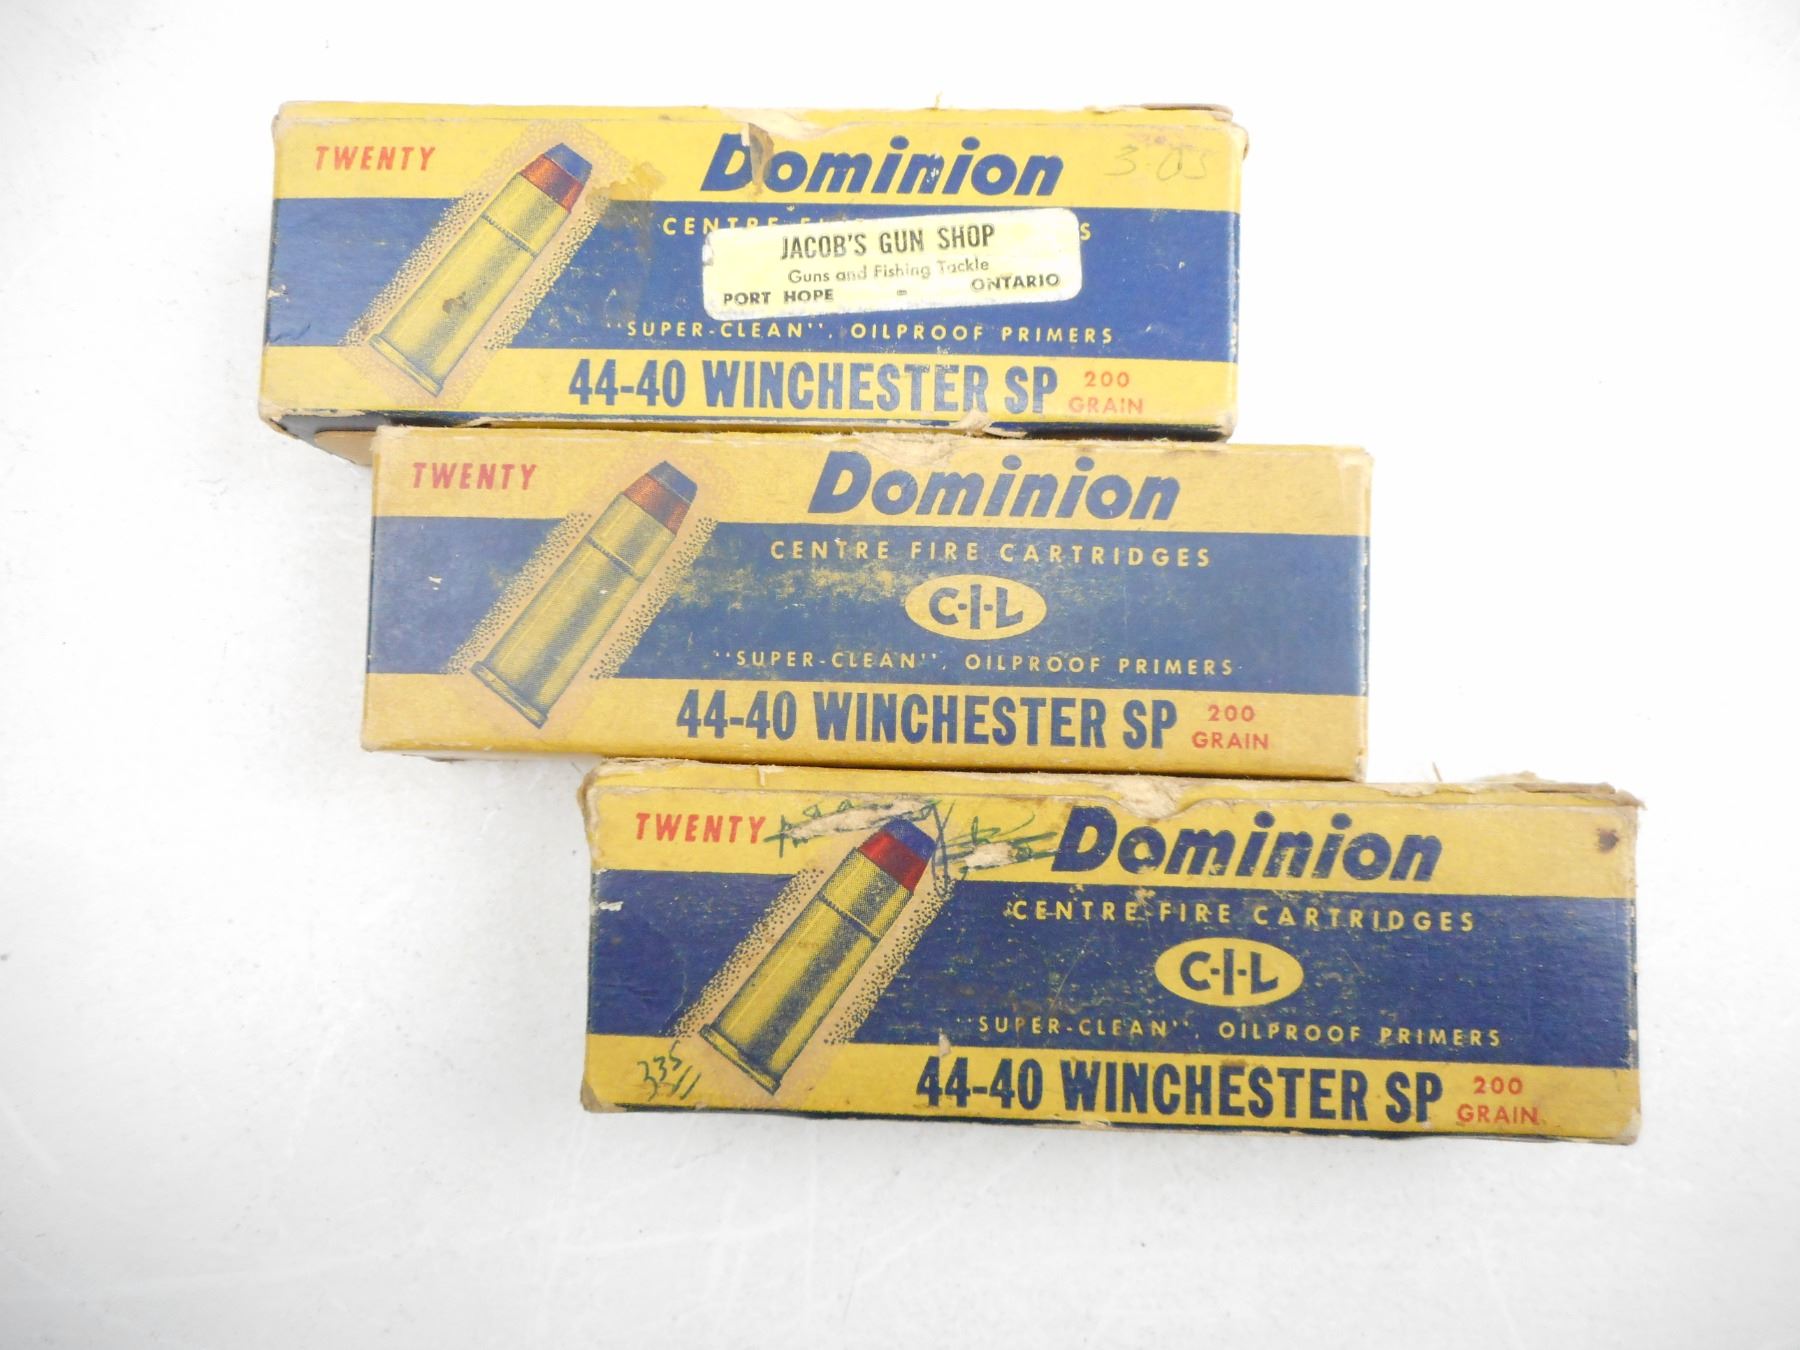 TWENTY
Dominion
3-05
CENTRE FI S
JACOB'S GUN SHOP
Guns and Fishing Tackle
PORT HOPE - ONTARIO
"SUPER-CLEAN", OILPROOF PRIMERS
44-40 WINCHESTER SP 200 GRAIN
TWENTY
Dominion
CENTRE FIRE CARTRIDGES
C-I-L
"SUPER-CLEAN", OILPROOF PRIMERS
44-40 WINCHESTER SP 200 GRAIN
TWENTY
Dominion
CENTRE FIRE CARTRIDGES
C-I-L
"SUPER-CLEAN", OILPROOF PRIMERS
335
44-40 WINCHESTER SP 200 GRAIN